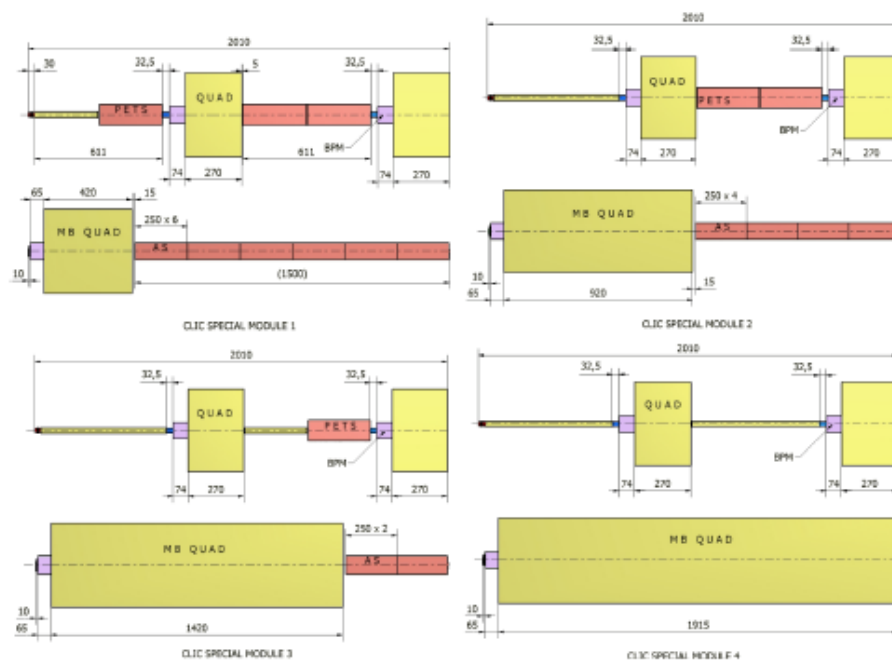 2010
30
32,5
5
32,5
QUAD
PETS
BPM
611
611
74
270
74
270
65
420
15
MB QUAD
250 x 6
AS
10
(1500)
CLIC SPECIAL MODULE 1
2010
32,5
32,5
QUAD
PETS
BPM
74
270
74
270
MB QUAD
250 x 4
AS
10
15
65
920
CLIC SPECIAL MODULE 2
2010
32,5
32,5
QUAD
PETS
BPM
74
270
74
270
MB QUAD
250 x 2
AS
10
65
1420
CLIC SPECIAL MODULE 3
2010
32,5
32,5
QUAD
BPM
74
270
74
270
MB QUAD
10
65
1915
CLIC SPECIAL MODULE 4